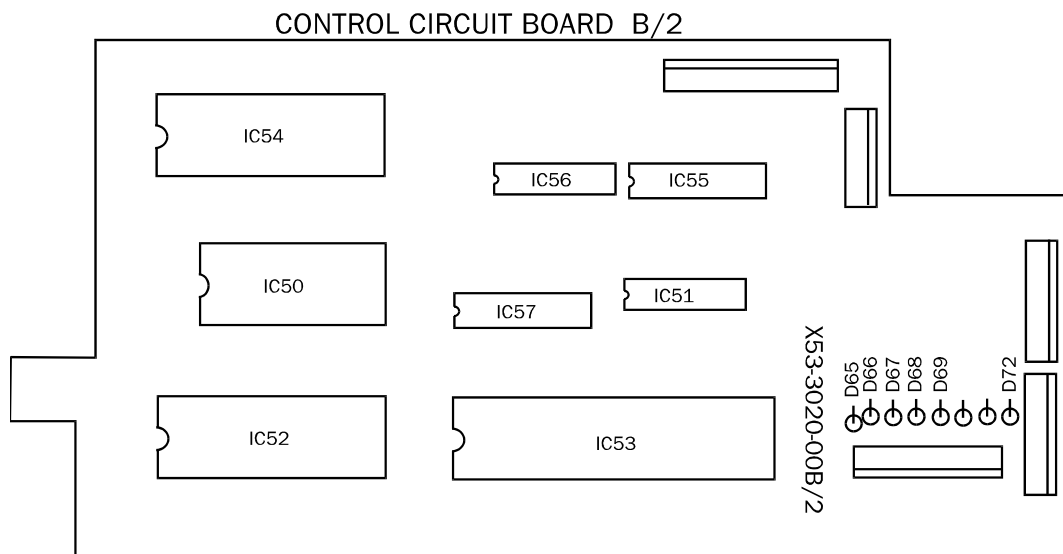 CONTROL CIRCUIT BOARD B/2
IC54
IC56
IC55
IC50
IC51
IC57
X53-3020-00B/2
D65
D66
D67
D68
D69
D72
IC52
IC53